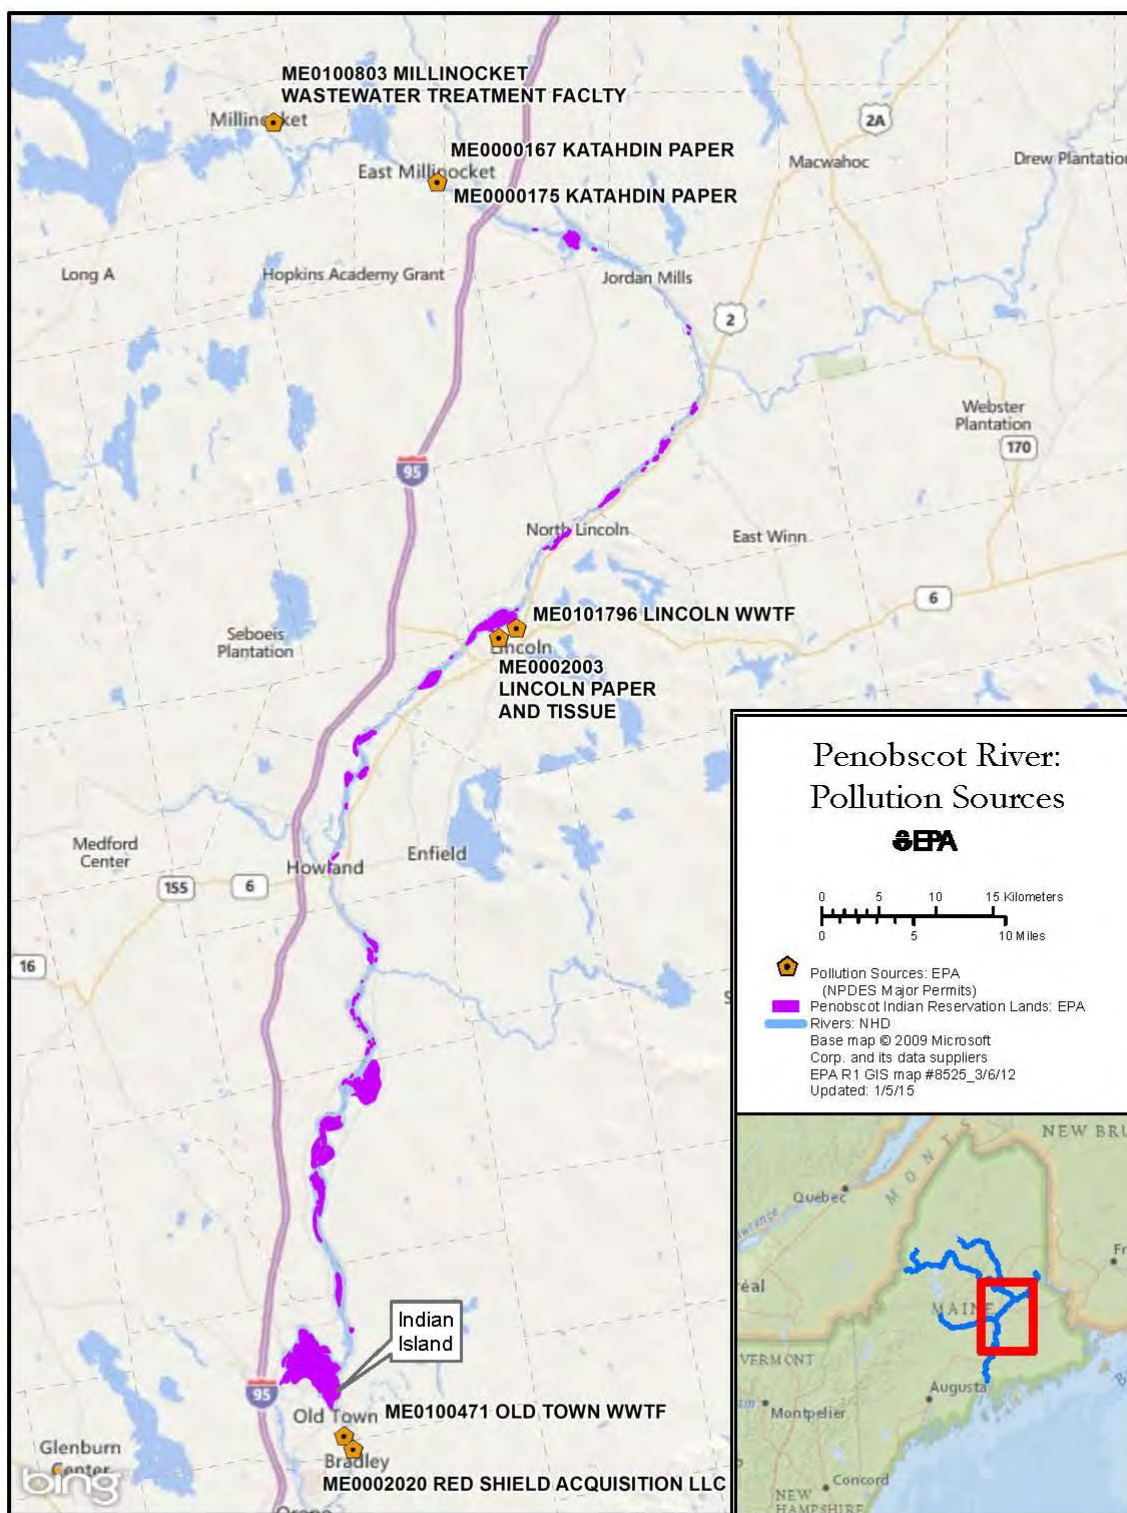 ME0100803 MILLINOCKET
WASTEWATER TREATMENT FACLTY
Millinocket
2A
ME0000167 KATAHDIN PAPER
Macwahoc
Drew Plantation
East Millinocket
ME0000175 KATAHDIN PAPER
Long A
Hopkins Academy Grant
Jordan Mills
2
Webster
Plantation
170
95
North Lincoln
East Winn
6
ME0101796 LINCOLN WWTF
Seboeis
Plantation
Lincoln
ME0002003
LINCOLN PAPER
AND TISSUE
Penobscot River:
Pollution Sources
EPA
Medford
Center
Enfield
Howland
155
6
0 5 10 15 Kilometers
0 5 10 Miles
16
Pollution Sources: EPA
(NPDES Major Permits)
Penobscot Indian Reservation Lands: EPA
Rivers: NHD
Base map © 2009 Microsoft
Corp. and its data suppliers
EPA R1 GIS map #8525_3/6/12
Updated: 1/5/15
NEW BRU
MONTS
Quebec
wrence
Fr
éal
MAINE
Indian
Island
VERMONT
95
Augusta
Old Town
ME0100471 OLD TOWN WWTF
Montpelier
Glenburn
Center
Bradley
bing
ME0002020 RED SHIELD ACQUISITION LLC
Concord
NEW
HAMPSHIRE
Orono